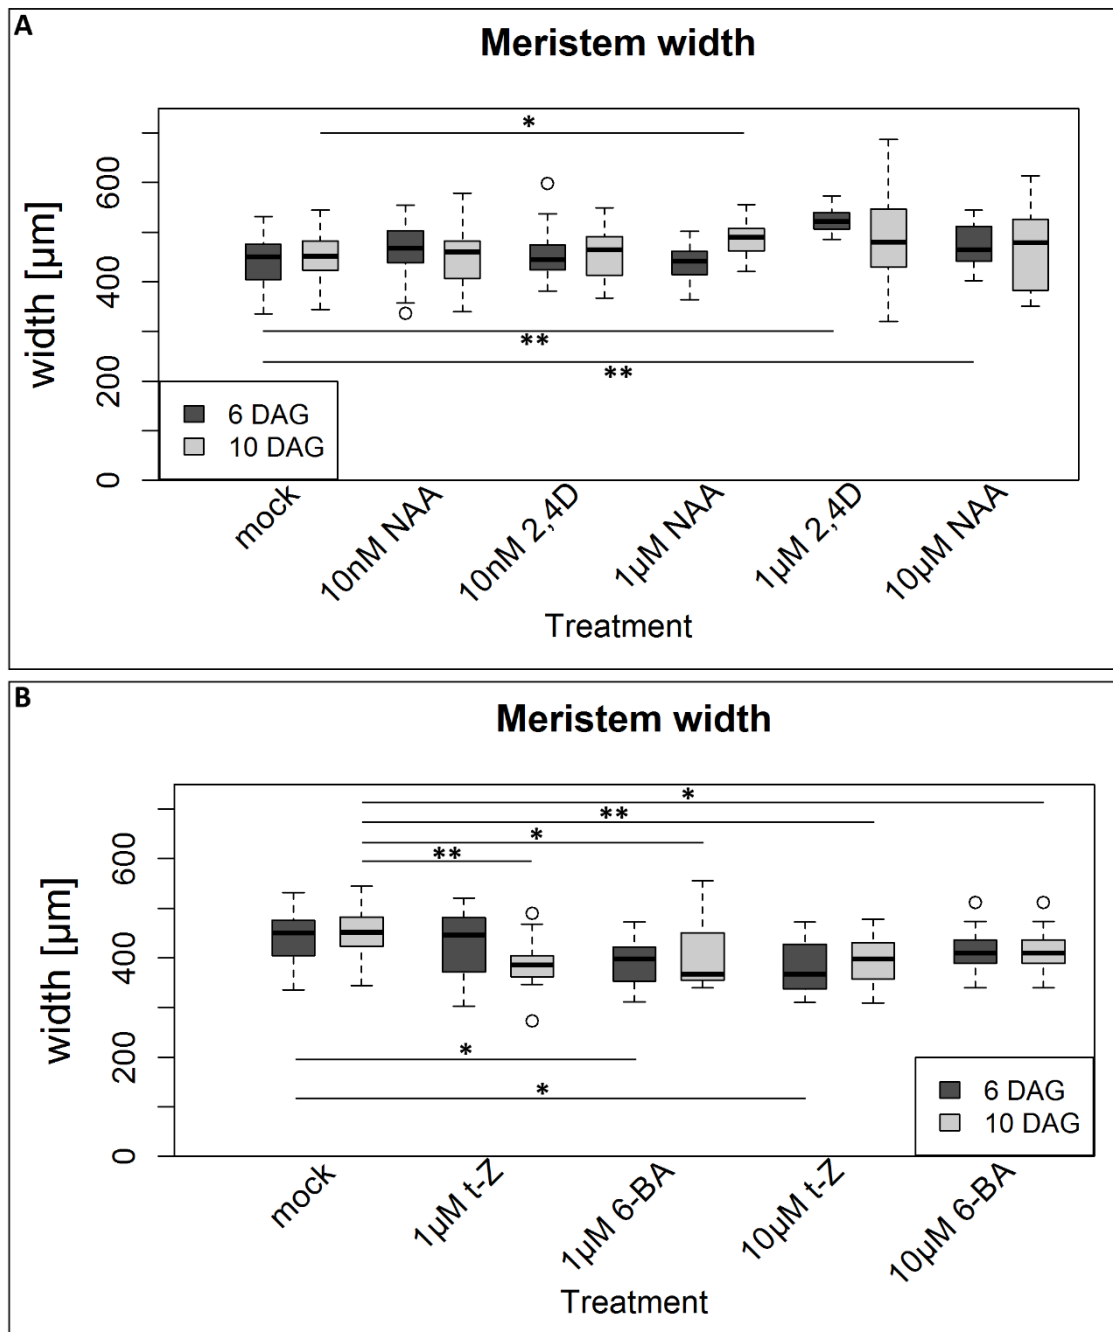 A
Meristem width
width [µm]
0
200
400
600
*
**
**
6 DAG
10 DAG
mock
10nM NAA
10nM 2,4D
1µM NAA
1µM 2,4D
10µM NAA
Treatment
B
Meristem width
width [µm]
0
200
400
600
*
**
*
**
*
*
6 DAG
10 DAG
mock
1µM t-Z
1µM 6-BA
10µM t-Z
10µM 6-BA
Treatment